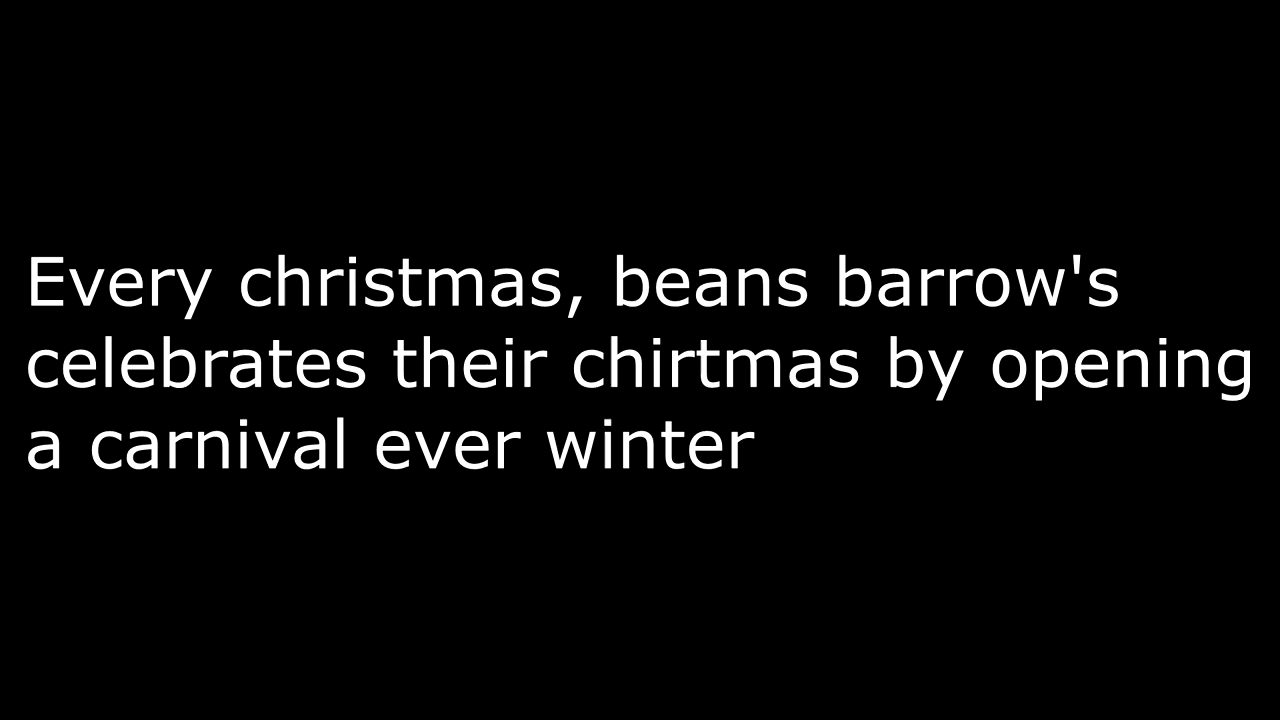 Every christmas, beans barrow's
celebrates their chirtmas by opening
a carnival ever winter